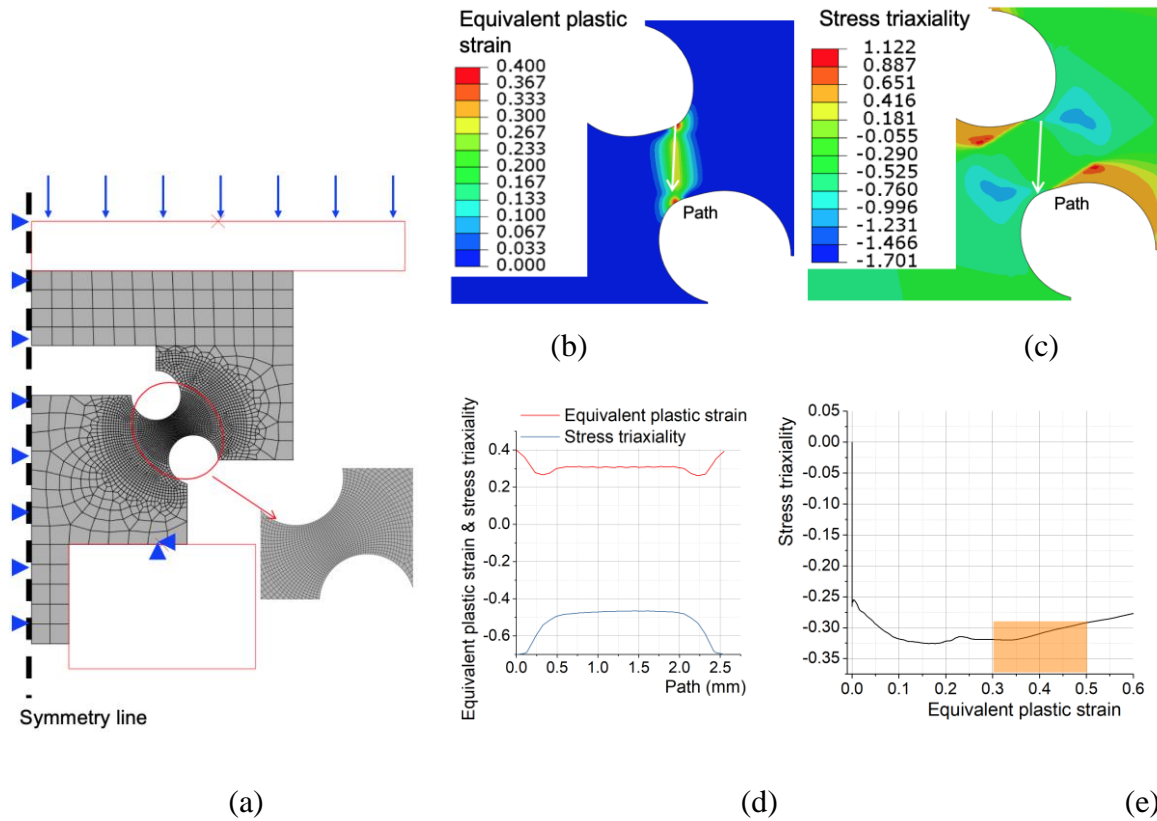 Symmetry line
(a)
Equivalent plastic
strain
0.400
0.367
0.333
0.300
0.267
0.233
0.200
0.167
0.133
0.100
0.067
0.033
0.000
Path
(b)
Stress triaxiality
1.122
0.887
0.651
0.416
0.181
-0.055
-0.290
-0.525
-0.760
-0.996
-1.231
-1.466
-1.701
Path
(c)
Equivalent plastic strain
Stress triaxiality
Equivalent plastic strain & stress triaxiality
0.4
0.2
0.0
-0.2
-0.4
-0.6
0.0 0.5 1.0 1.5 2.0 2.5
Path (mm)
(d)
Stress triaxiality
0.05
0.00
-0.05
-0.10
-0.15
-0.20
-0.25
-0.30
-0.35
0.0 0.1 0.2 0.3 0.4 0.5 0.6
Equivalent plastic strain
(e)